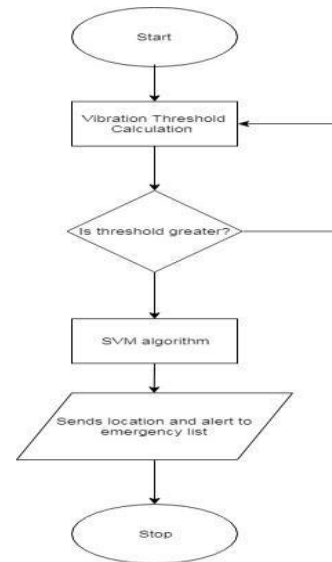 Start
Vibration Threshold
Calculation
Is threshold greater?
SVM algorithm
Sends location and alert to
emergency list
Stop